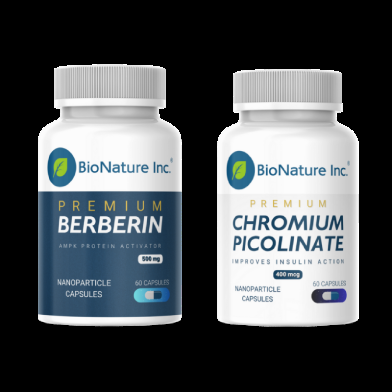 BioNature Inc.®
PREMIUM
BERBERIN
AMPK PROTEIN ACTIVATOR
500 mg
NANOPARTICLE
CAPSULES
60 CAPSULES
BioNature Inc.®
PREMIUM
CHROMIUM
PICOLINATE
IMPROVES INSULIN ACTION
400 mcg
NANOPARTICLE
CAPSULES
60 CAPSULES